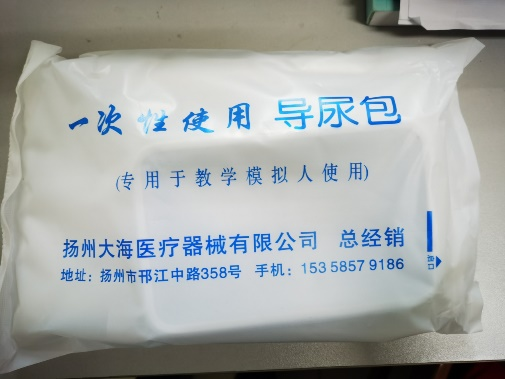 一次性使用 导尿包
(专用于教学模拟人使用)
扬州大海医疗器械有限公司 总经销
地址：扬州市邗江中路358号 手机：153 5857 9186